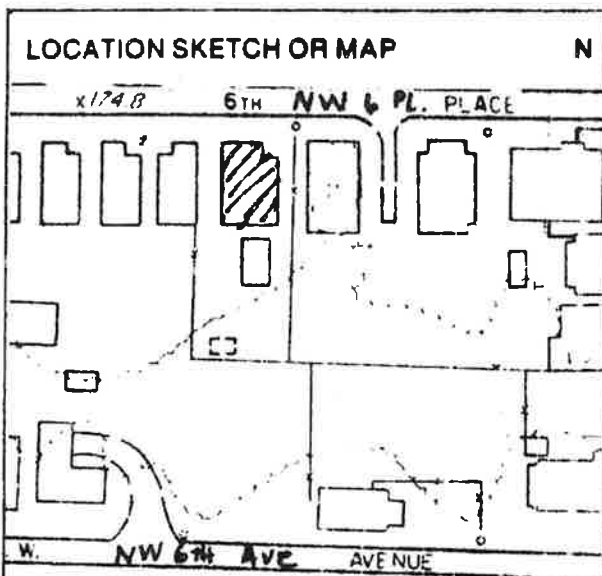 LOCATION SKETCH OR MAP N
x174.8 6TH NW 6 PL. PLACE
W. NW 6TH AVE AVENUE